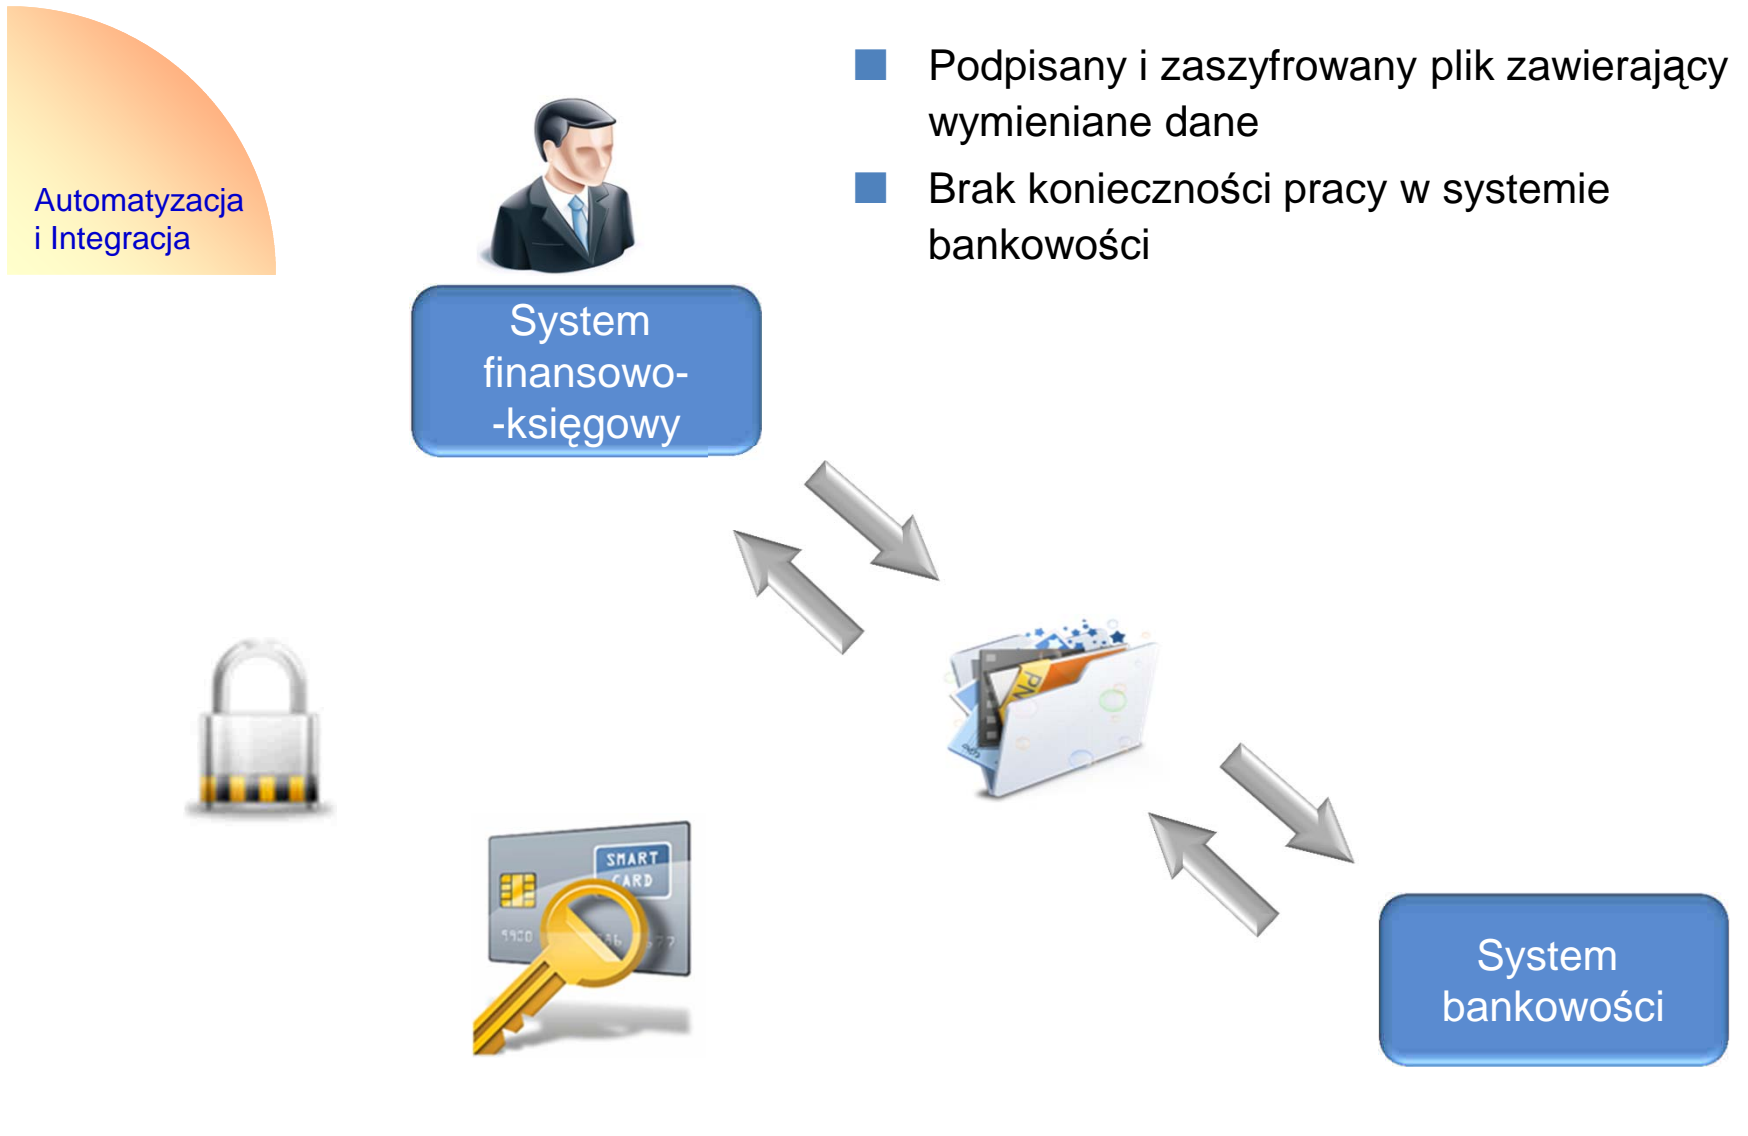 Podpisany i zaszyfrowany plik zawierający
wymieniane dane
Brak konieczności pracy w systemie
bankowości
Automatyzacja
i Integracja
System
finansowo-
-księgowy
SMART
CARD
System
bankowości